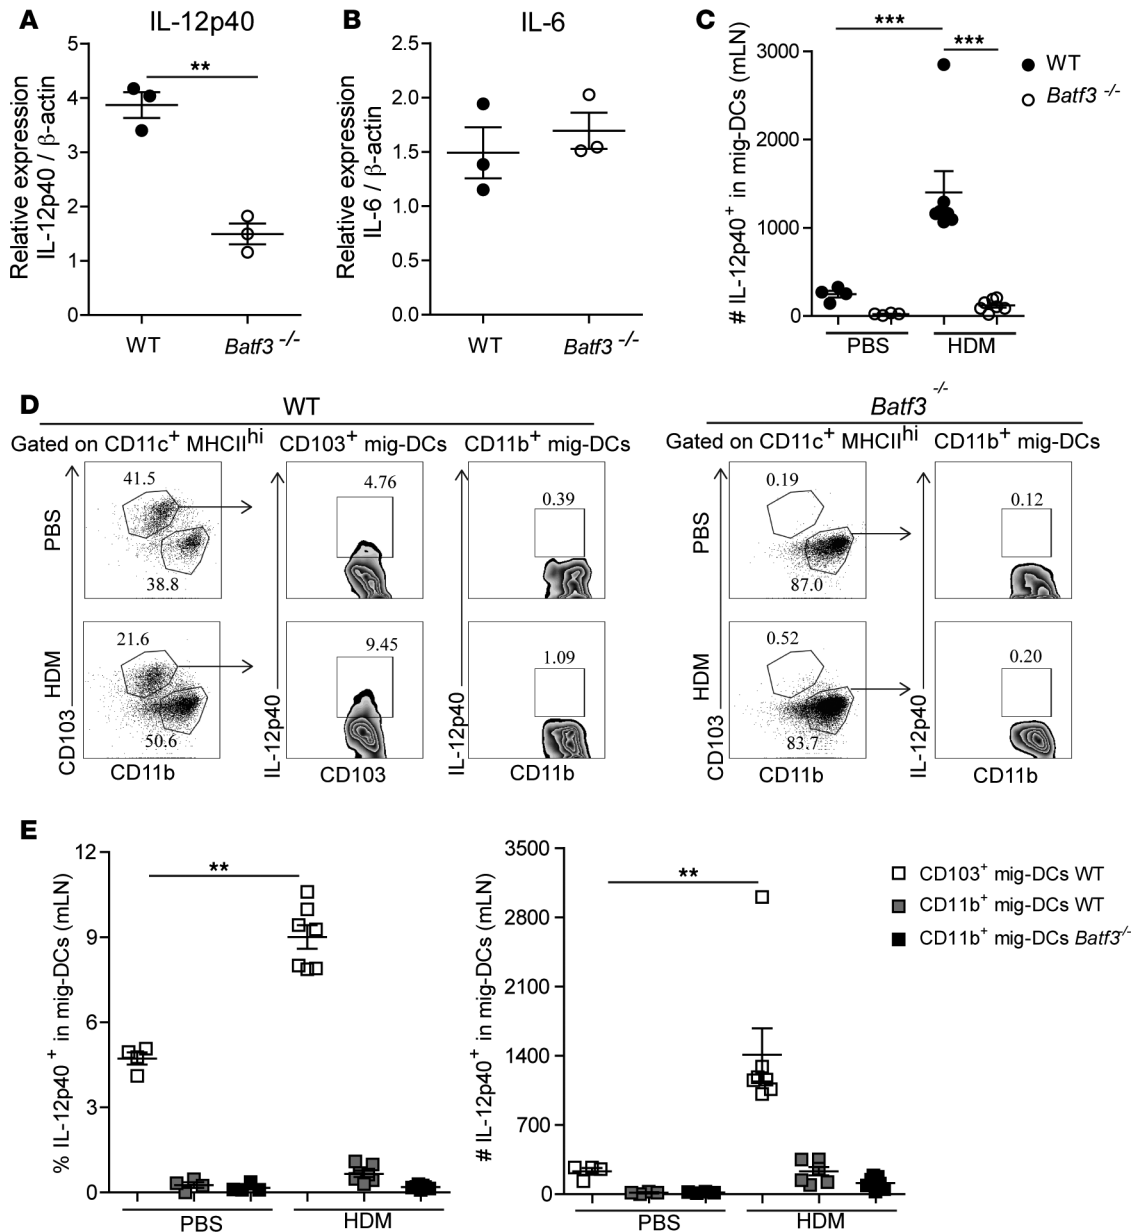 A
IL-12p40
Relative expression
IL-12p40 / β-actin
5
4
3
2
1
0
**
WT
Batf3 -/-
B
IL-6
Relative expression
IL-6 / β-actin
2.5
2.0
1.5
1.0
0.5
0.0
WT
Batf3 -/-
C
# IL-12p40+ in mig-DCs (mLN)
3000
2000
1000
0
***
***
WT
Batf3 -/-
PBS
HDM
D
WT
Gated on CD11c+ MHCIIhi
CD103+ mig-DCs
CD11b+ mig-DCs
Batf3 -/-
Gated on CD11c+ MHCIIhi
CD11b+ mig-DCs
PBS
41.5
38.8
4.76
0.39
PBS
0.19
87.0
0.12
HDM
21.6
50.6
9.45
1.09
HDM
0.52
83.7
0.20
CD103
CD11b
IL-12p40
CD103
IL-12p40
CD11b
CD103
CD11b
IL-12p40
CD11b
E
% IL-12p40+ in mig-DCs (mLN)
12
9
6
3
0
**
PBS
HDM
# IL-12p40+ in mig-DCs (mLN)
3500
2800
2100
1400
700
0
**
PBS
HDM
CD103+ mig-DCs WT
CD11b+ mig-DCs WT
CD11b+ mig-DCs Batf3-/-